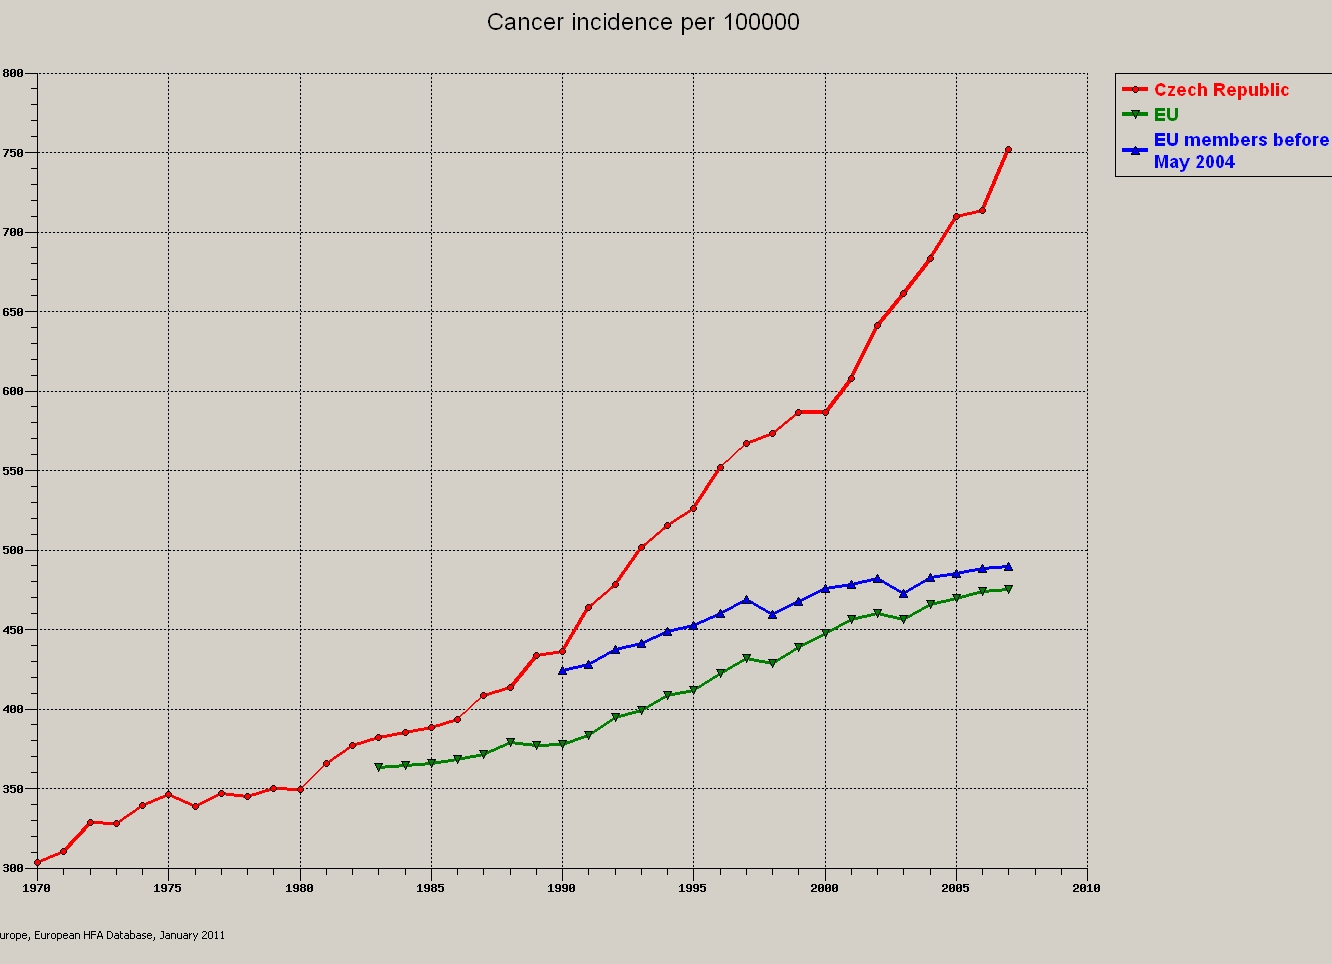 Cancer incidence per 100000
800
750
700
650
600
550
500
450
400
350
300
1970 1975 1980 1985 1990 1995 2000 2005 2010
Czech Republic
EU
EU members before
May 2004
urope, European HFA Database, January 2011